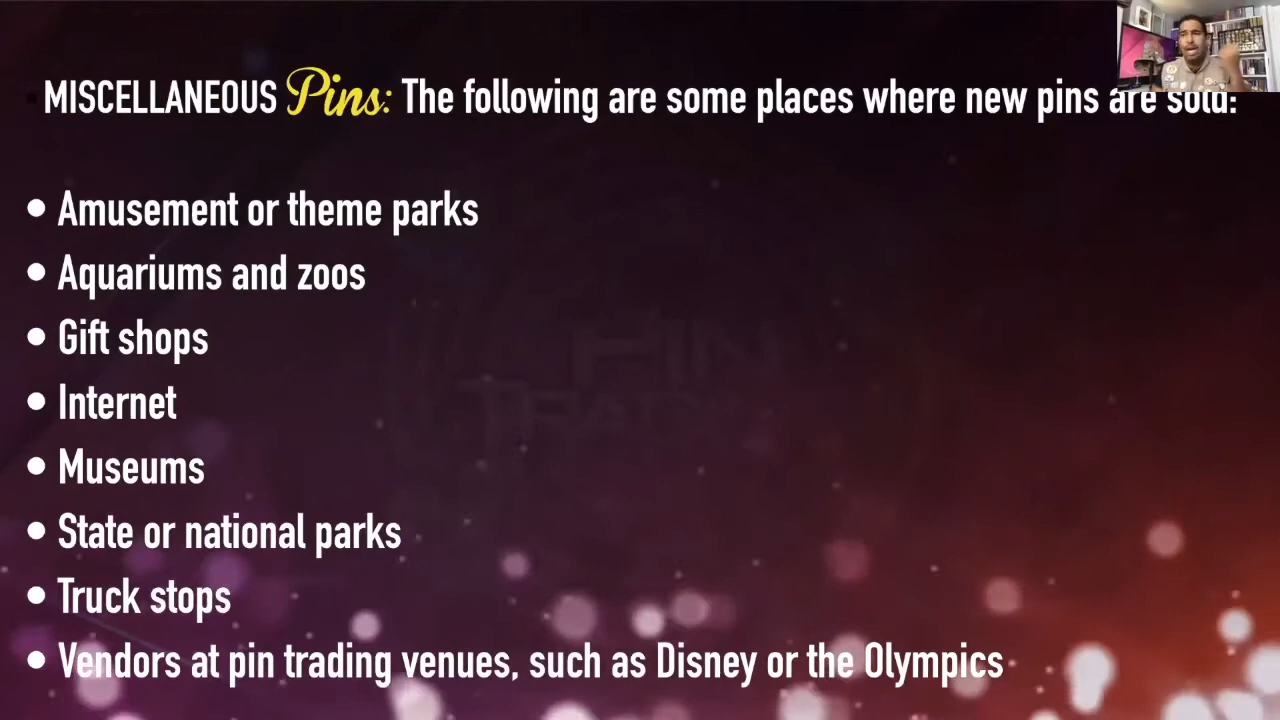 MISCELLANEOUS Pins: The following are some places where new pins are sold:
• Amusement or theme parks
• Aquariums and zoos
• Gift shops
• Internet
• Museums
• State or national parks
• Truck stops
• Vendors at pin trading venues, such as Disney or the Olympics